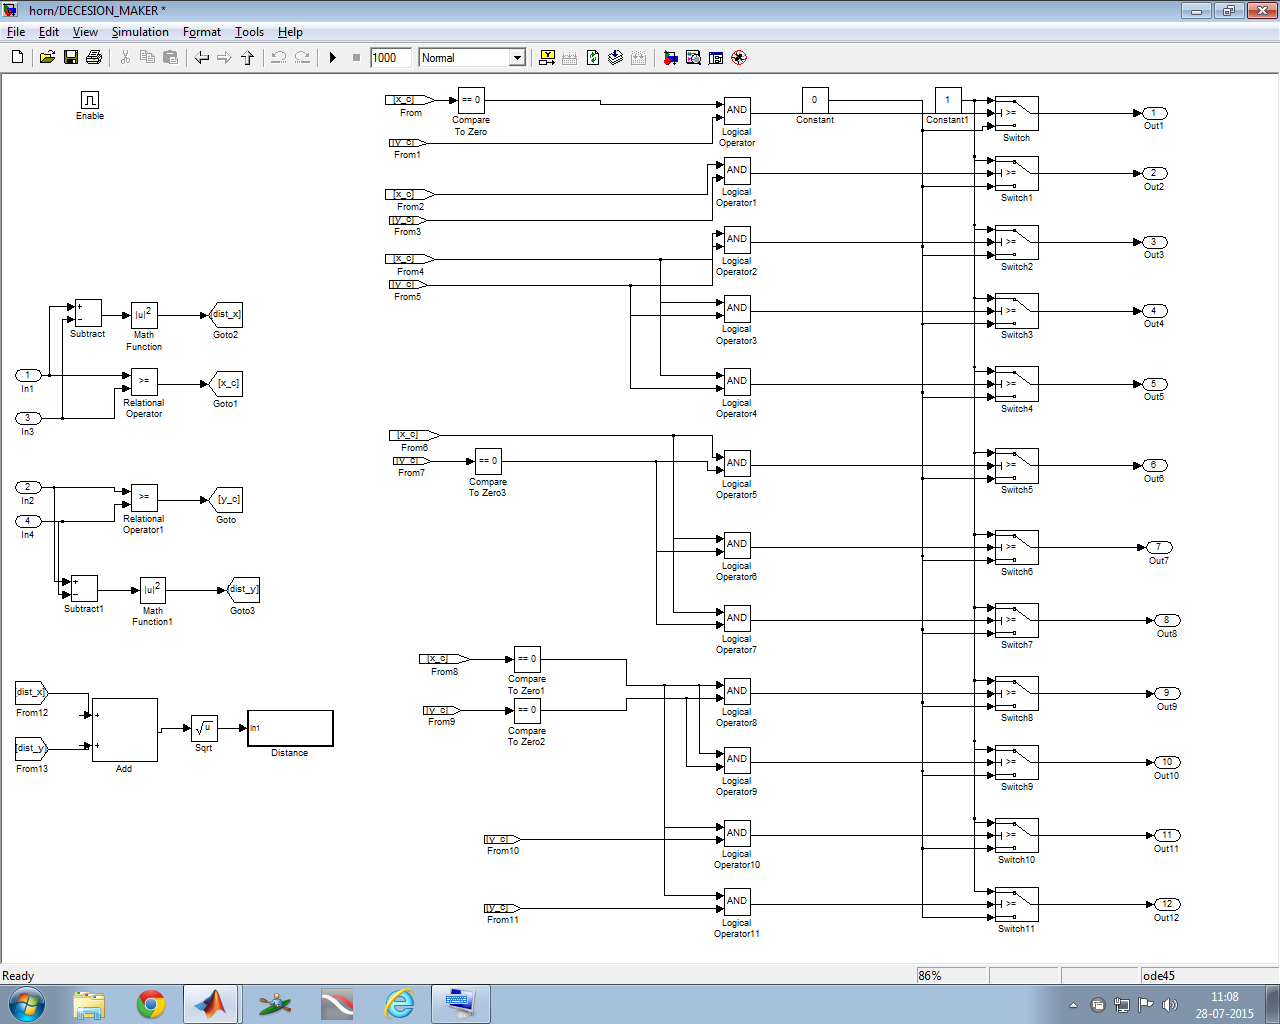 horn/DECESION_MAKER *
File Edit View Simulation Format Tools Help
1000 Normal
Enable
[x_c]
From
== 0
Compare
To Zero
[y_c]
From1
AND
Logical
Operator
0
Constant
1
Constant1
>=
Switch
1
Out1
[x_c]
From2
[y_c]
From3
AND
Logical
Operator1
>=
Switch1
2
Out2
[x_c]
From4
[y_c]
From5
AND
Logical
Operator2
>=
Switch2
3
Out3
AND
Logical
Operator3
>=
Switch3
4
Out4
AND
Logical
Operator4
>=
Switch4
5
Out5
+
−
Subtract
|u|2
Math
Function
[dist_x]
Goto2
1
In1
3
In3
>=
Relational
Operator
[x_c]
Goto1
[x_c]
From6
[y_c]
From7
== 0
Compare
To Zero3
AND
Logical
Operator5
>=
Switch5
6
Out6
2
In2
4
In4
>=
Relational
Operator1
[y_c]
Goto
AND
Logical
Operator6
>=
Switch6
7
Out7
+
−
Subtract1
|u|2
Math
Function1
[dist_y]
Goto3
AND
Logical
Operator7
>=
Switch7
8
Out8
[x_c]
From8
== 0
Compare
To Zero1
[y_c]
From9
== 0
Compare
To Zero2
AND
Logical
Operator8
>=
Switch8
9
Out9
dist_x]
From12
[dist_y]
From13
+
+
Add
u
Sqrt
In1
Distance
AND
Logical
Operator9
>=
Switch9
10
Out10
[y_c]
From10
AND
Logical
Operator10
>=
Switch10
11
Out11
[y_c]
From11
AND
Logical
Operator11
>=
Switch11
12
Out12
Ready 86% ode45
11:08
28-07-2015